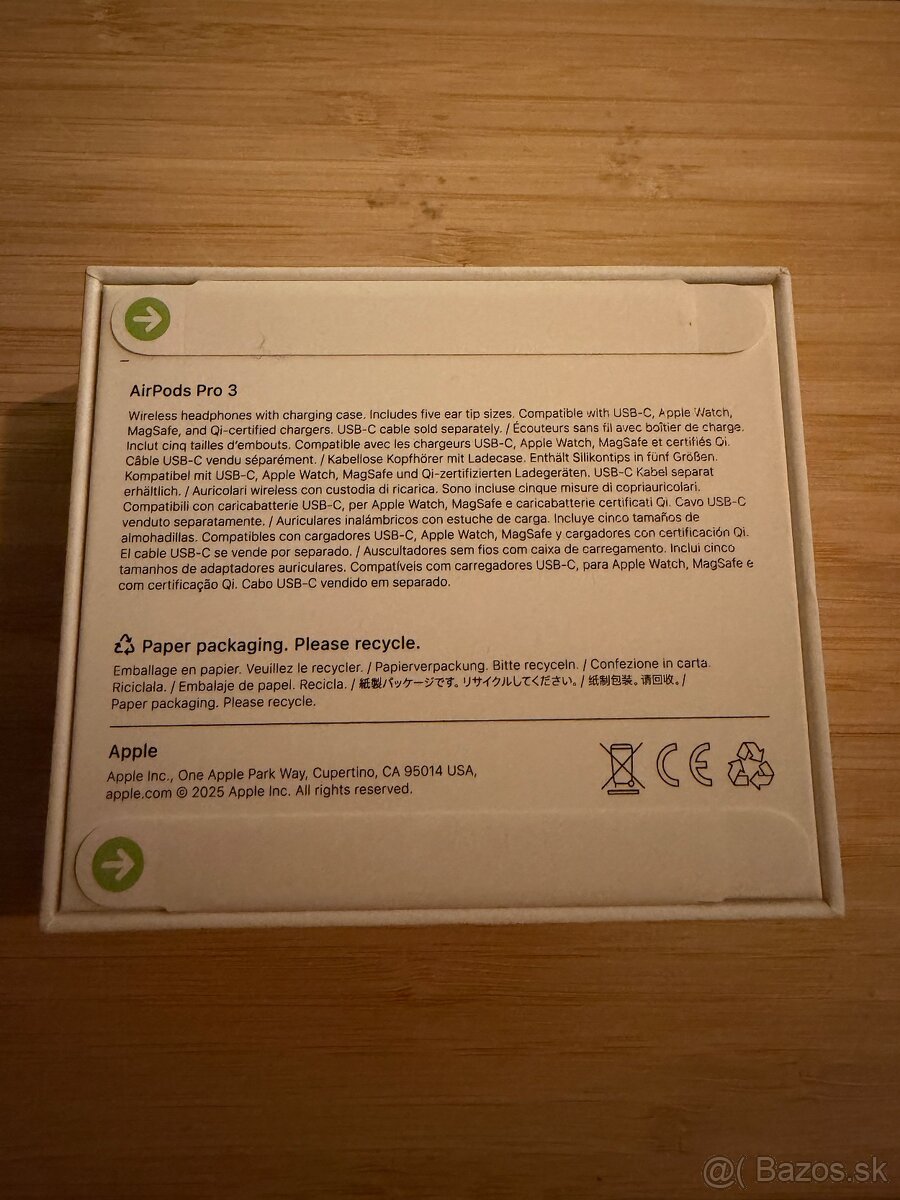 AirPods Pro 3
Wireless headphones with charging case. Includes five ear tip sizes. Compatible with USB-C, Apple Watch,
MagSafe, and Qi-certified chargers. USB-C cable sold separately. / Écouteurs sans fil avec boîtier de charge.
Inclut cinq tailles d'embouts. Compatible avec les chargeurs USB-C, Apple Watch, MagSafe et certifiés Qi.
Câble USB-C vendu séparément. / Kabellose Kopfhörer mit Ladecase. Enthält Silikontips in fünf Größen.
Kompatibel mit USB-C, Apple Watch, MagSafe und Qi-zertifizierten Ladegeräten. USB-C Kabel separat
erhältlich. / Auricolari wireless con custodia di ricarica. Sono incluse cinque misure di copriauricolari.
Compatibili con caricabatterie USB-C, per Apple Watch, MagSafe e caricabatterie certificati Qi. Cavo USB-C
venduto separatamente. / Auriculares inalámbricos con estuche de carga. Incluye cinco tamaños de
almohadillas. Compatibles con cargadores USB-C, Apple Watch, MagSafe y cargadores con certificación Qi.
El cable USB-C se vende por separado. / Auscultadores sem fios com caixa de carregamento. Inclui cinco
tamanhos de adaptadores auriculares. Compatíveis com carregadores USB-C, para Apple Watch, MagSafe e
com certificação Qi. Cabo USB-C vendido em separado.
Paper packaging. Please recycle.
Emballage en papier. Veuillez le recycler. / Papierverpackung. Bitte recyceln. / Confezione in carta.
Riciclala. / Embalaje de papel. Recicla. / 紙製パッケージです。リサイクルしてください。/ 纸制包装。请回收。/
Paper packaging. Please recycle.
Apple
Apple Inc., One Apple Park Way, Cupertino, CA 95014 USA,
apple.com © 2025 Apple Inc. All rights reserved.
CE
@( Bazos.sk